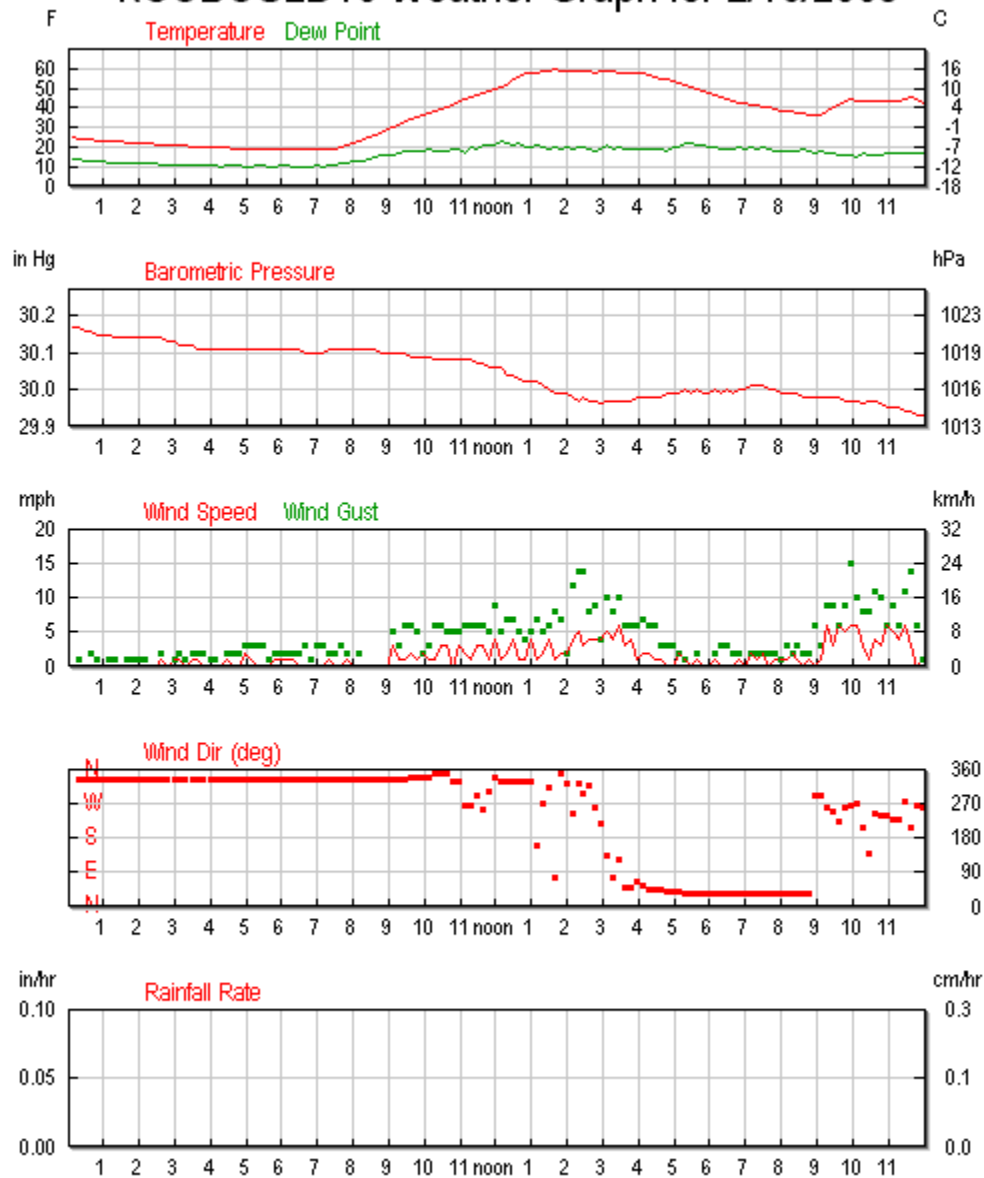 Weather Graph for
F C
Temperature Dew Point
60 16
50 10
40 4
30 -1
20 -7
10 -12
0 -18
1 2 3 4 5 6 7 8 9 10 11 noon 1 2 3 4 5 6 7 8 9 10 11
in Hg hPa
Barometric Pressure
30.2 1023
30.1 1019
30.0 1016
29.9 1013
1 2 3 4 5 6 7 8 9 10 11 noon 1 2 3 4 5 6 7 8 9 10 11
mph km/h
Wind Speed Wind Gust
20 32
15 24
10 16
5 8
0 0
1 2 3 4 5 6 7 8 9 10 11 noon 1 2 3 4 5 6 7 8 9 10 11
Wind Dir (deg)
N 360
W 270
S 180
E 90
N 0
1 2 3 4 5 6 7 8 9 10 11 noon 1 2 3 4 5 6 7 8 9 10 11
in/hr cm/hr
Rainfall Rate
0.10 0.3
0.05 0.1
0.00 0.0
1 2 3 4 5 6 7 8 9 10 11 noon 1 2 3 4 5 6 7 8 9 10 11